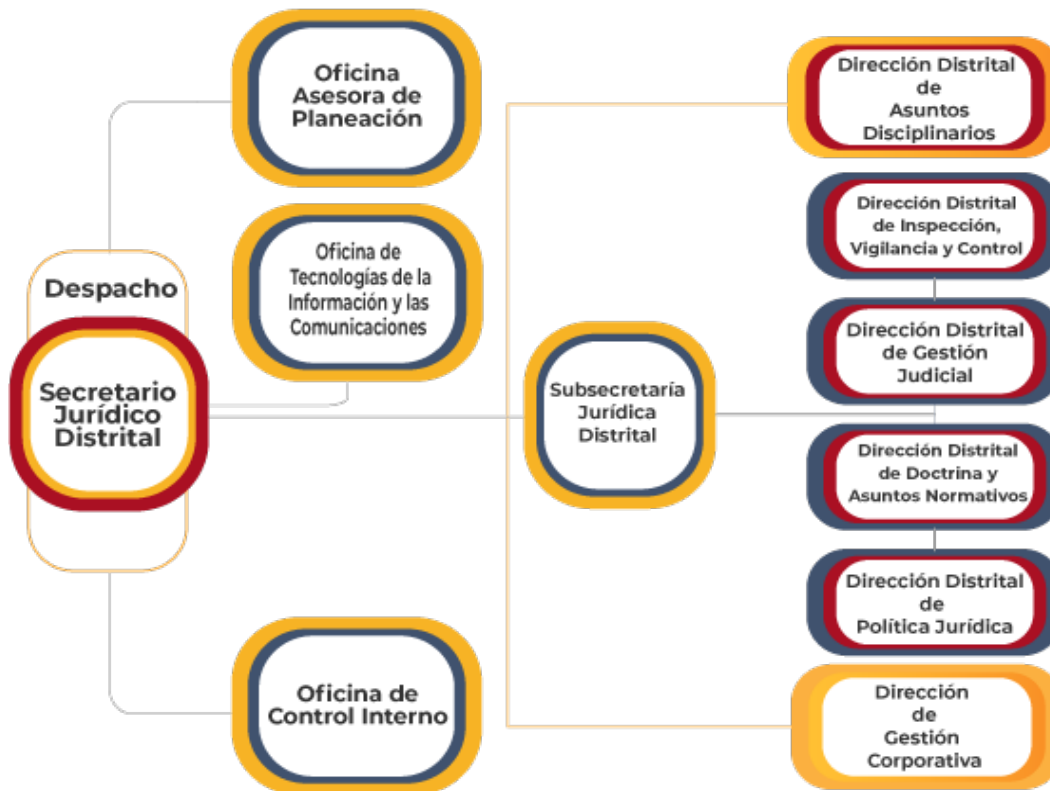 Oficina
Asesora de
Planeación
Oficina de
Tecnologías de la
Información y las
Comunicaciones
Despacho
Secretario
Jurídico
Distrital
Oficina de
Control Interno
Subsecretaría
Jurídica
Distrital
Dirección Distrital
de
Asuntos
Disciplinarios
Dirección Distrital
de Inspección,
Vigilancia y Control
Dirección Distrital
de Gestión
Judicial
Dirección Distrital
de Doctrina y
Asuntos Normativos
Dirección Distrital
de
Política Jurídica
Dirección
de
Gestión
Corporativa